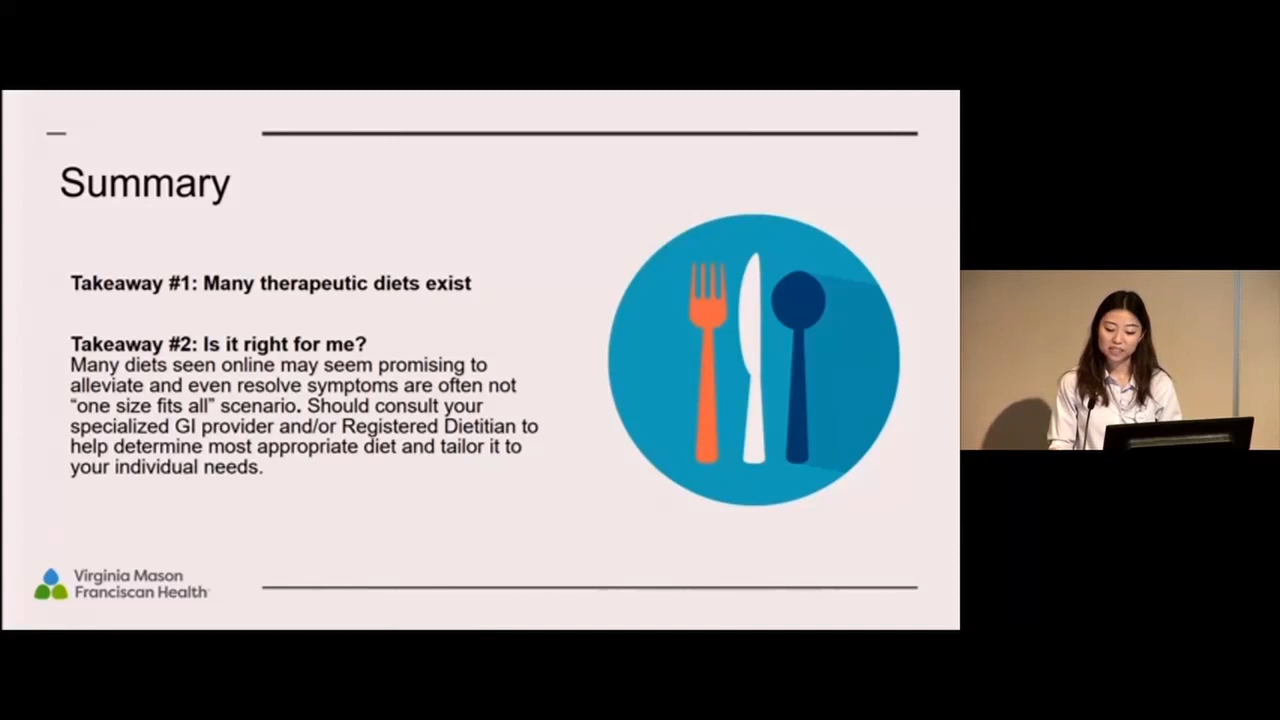 Summary
Takeaway #1: Many therapeutic diets exist
Takeaway #2: Is it right for me?
Many diets seen online may seem promising to
alleviate and even resolve symptoms are often not
“one size fits all” scenario. Should consult your
specialized GI provider and/or Registered Dietitian to
help determine most appropriate diet and tailor it to
your individual needs.
Virginia Mason
Franciscan Health